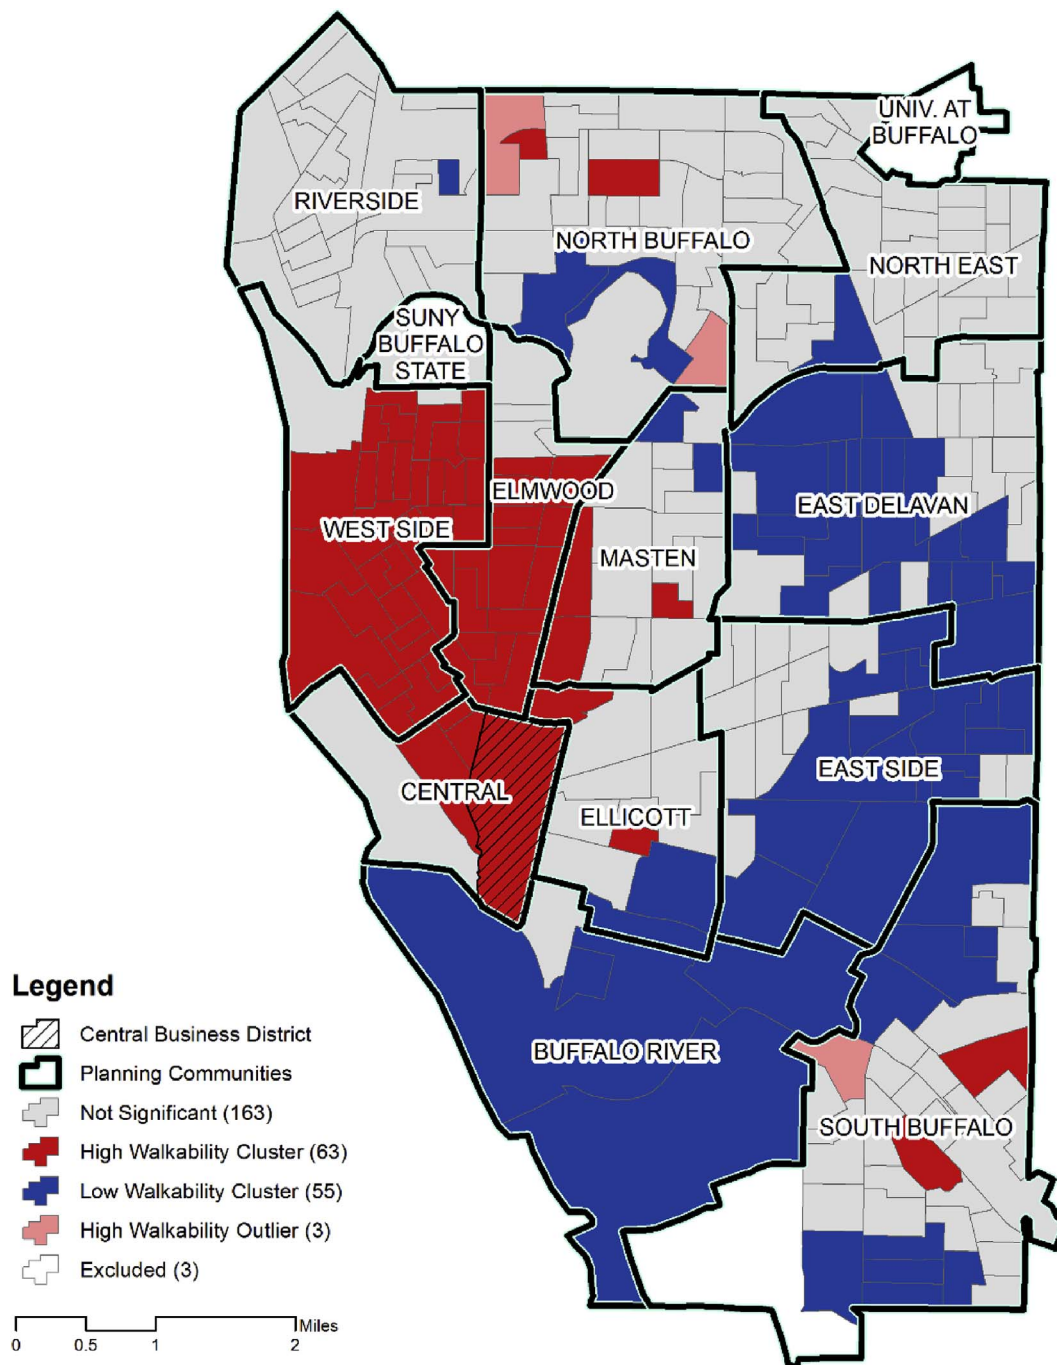 UNIV. AT
BUFFALO
RIVERSIDE
NORTH BUFFALO
NORTH EAST
SUNY
BUFFALO
STATE
ELMWOOD
EAST DELAVAN
WEST SIDE
MASTEN
EAST SIDE
CENTRAL
ELLICOTT
BUFFALO RIVER
SOUTH BUFFALO
Legend
Central Business District
Planning Communities
Not Significant (163)
High Walkability Cluster (63)
Low Walkability Cluster (55)
High Walkability Outlier (3)
Excluded (3)
Miles
0 0.5 1 2